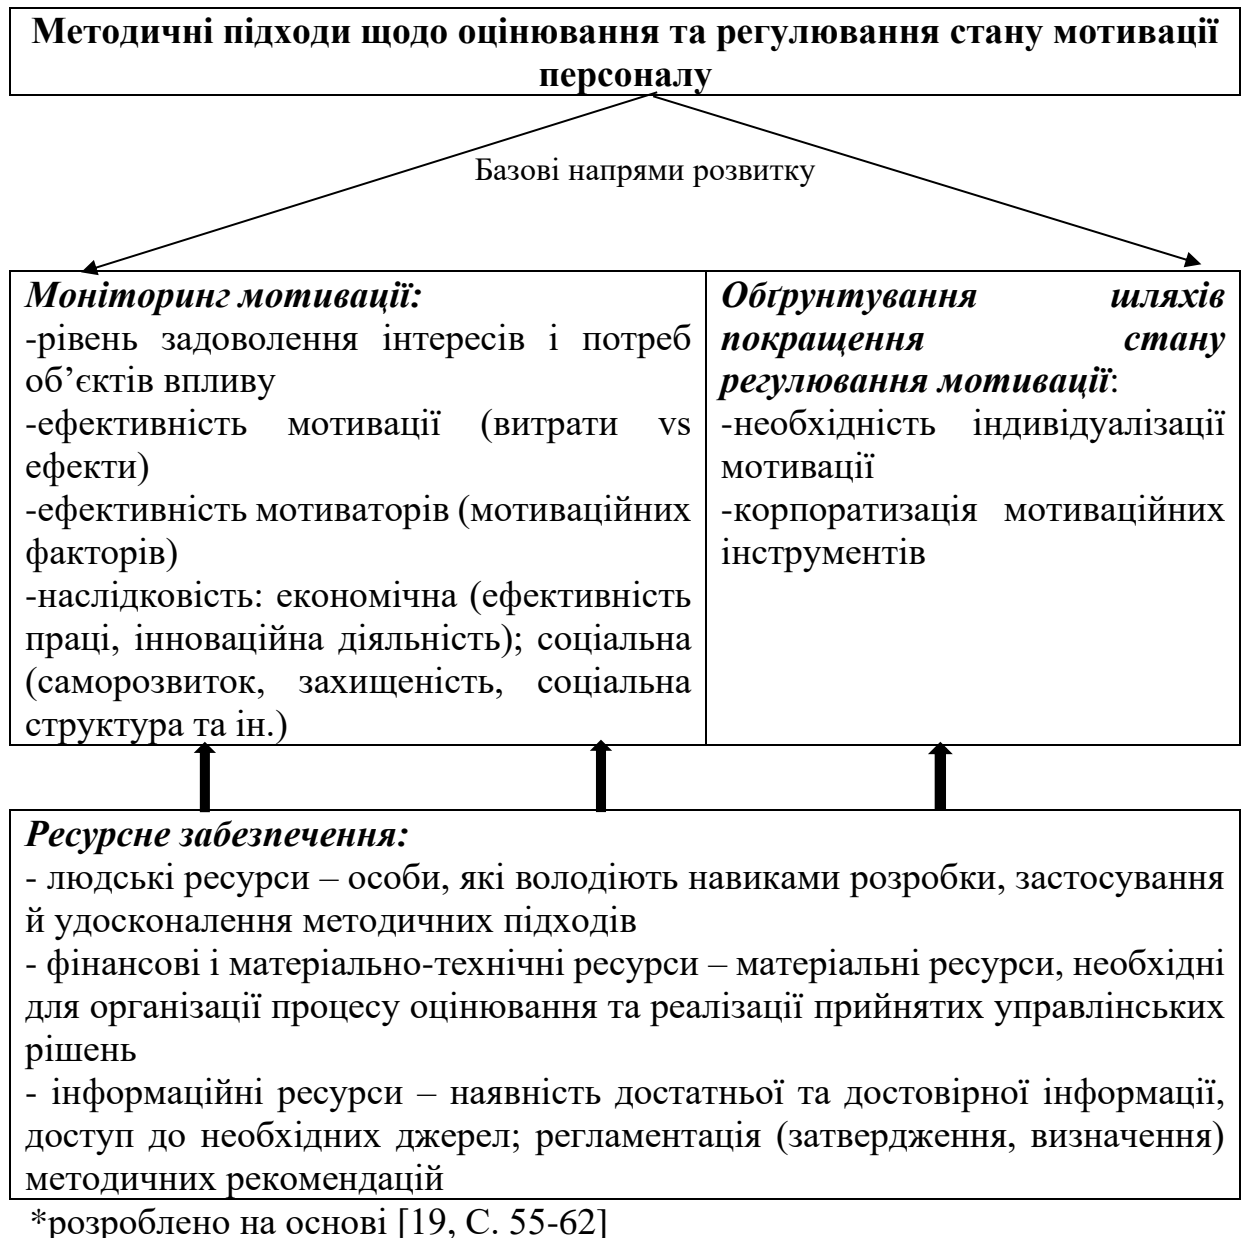 Методичні підходи щодо оцінювання та регулювання стану мотивації
персоналу
Базові напрями розвитку
Моніторинг мотивації:
-рівень задоволення інтересів і потреб
об’єктів впливу
-ефективність мотивації (витрати vs
ефекти)
-ефективність мотиваторів (мотиваційних
факторів)
-наслідковість: економічна (ефективність
праці, інноваційна діяльність); соціальна
(саморозвиток, захищеність, соціальна
структура та ін.)
Обґрунтування шляхів
покращення стану
регулювання мотивації:
-необхідність індивідуалізації
мотивації
-корпоратизація мотиваційних
інструментів
Ресурсне забезпечення:
- людські ресурси – особи, які володіють навиками розробки, застосування
й удосконалення методичних підходів
- фінансові і матеріально-технічні ресурси – матеріальні ресурси, необхідні
для організації процесу оцінювання та реалізації прийнятих управлінських
рішень
- інформаційні ресурси – наявність достатньої та достовірної інформації,
доступ до необхідних джерел; регламентація (затвердження, визначення)
методичних рекомендацій
*розроблено на основі [19, С. 55-62]